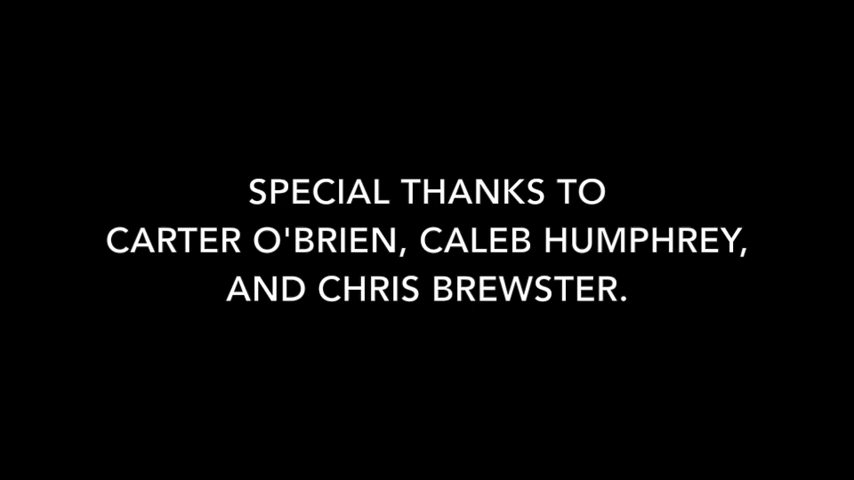 SPECIAL THANKS TO
CARTER O'BRIEN, CALEB HUMPHREY,
AND CHRIS BREWSTER.